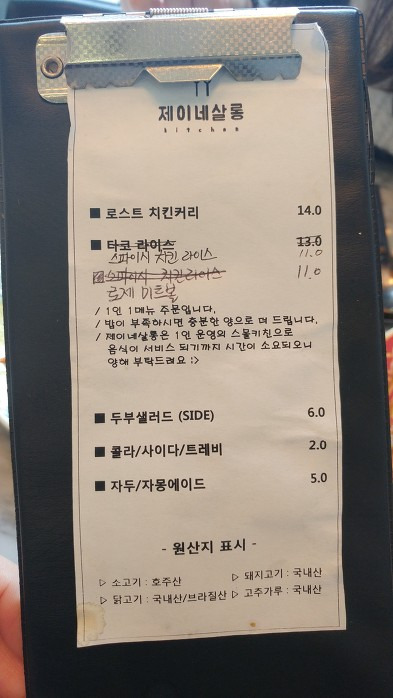 제이네살롱
kitchen
■ 로스트 치킨커리 14.0
■ 타코 라이스 13.0
스파이시 치킨 라이스 11.0
스파이시 치킨라이스 11.0
로제 미트볼
/ 1인 1메뉴 주문입니다.
/ 밥이 부족하시면 충분한 양으로 더 드립니다.
/ 제이네살롱은 1인 운영의 스몰키친으로
음식이 서비스 되기까지 시간이 소요되오니
양해 부탁드려요 :>
■ 두부샐러드 (SIDE) 6.0
■ 콜라/사이다/트레비 2.0
■ 자두/자몽에이드 5.0
- 원산지 표시 -
▷ 소고기 : 호주산 ▷ 돼지고기 : 국내산
▷ 닭고기 : 국내산/브라질산 ▷ 고추가루 : 국내산